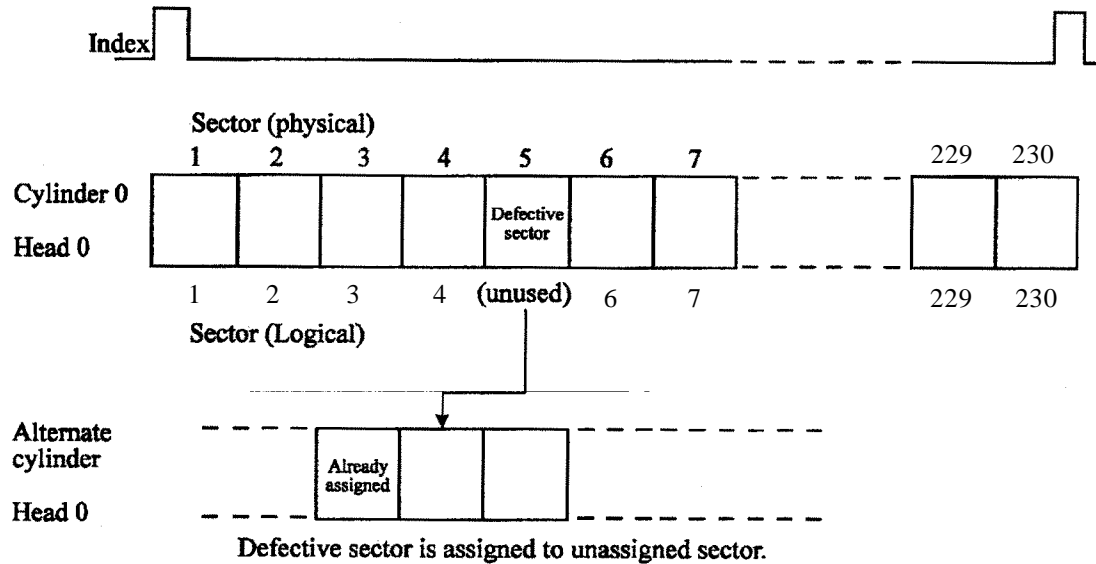 Index
Sector (physical)
1 2 3 4 5 6 7 229 230
Cylinder 0
Defective
sector
Head 0
1 2 3 4 (unused) 6 7 229 230
Sector (Logical)
Alternate
cylinder
Already
assigned
Head 0
Defective sector is assigned to unassigned sector.